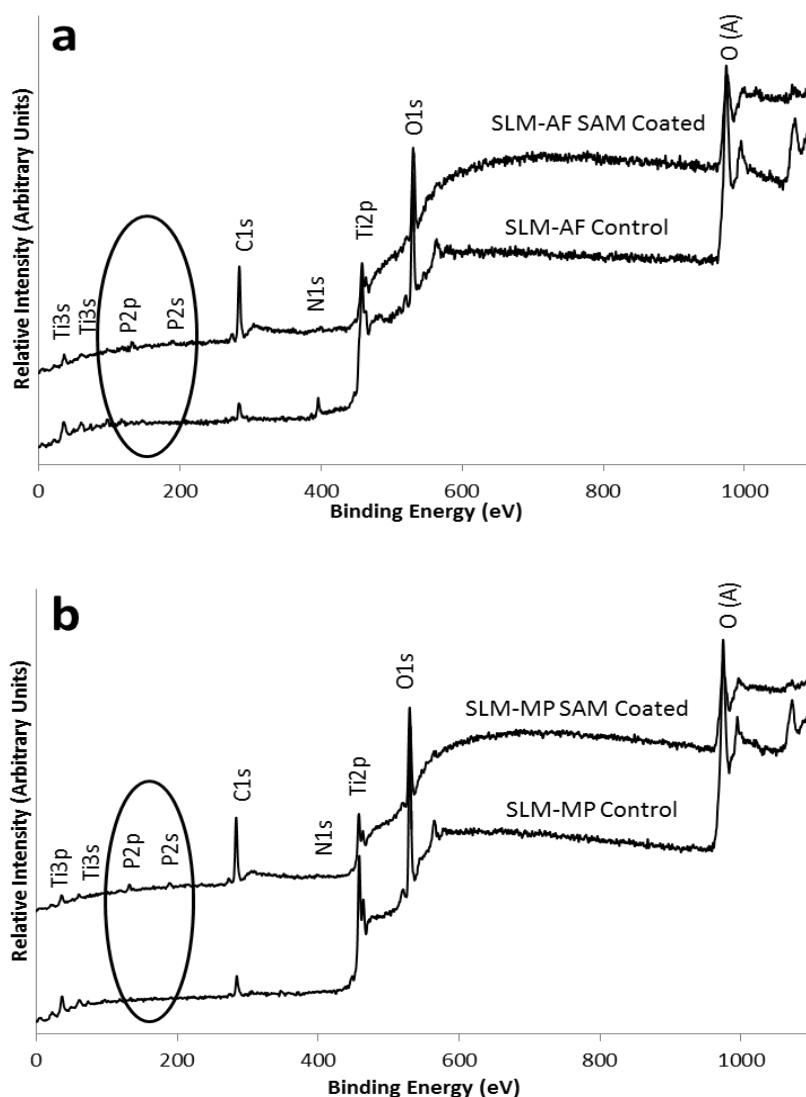 a
Relative Intensity (Arbitrary Units)
Ti3s
Ti3s
P2p
P2s
C1s
N1s
Ti2p
O1s
O (A)
SLM-AF SAM Coated
SLM-AF Control
0
200
400
600
800
1000
Binding Energy (eV)
b
Relative Intensity (Arbitrary Units)
Ti3p
Ti3s
P2p
P2s
C1s
N1s
Ti2p
O1s
O (A)
SLM-MP SAM Coated
SLM-MP Control
0
200
400
600
800
1000
Binding Energy (eV)